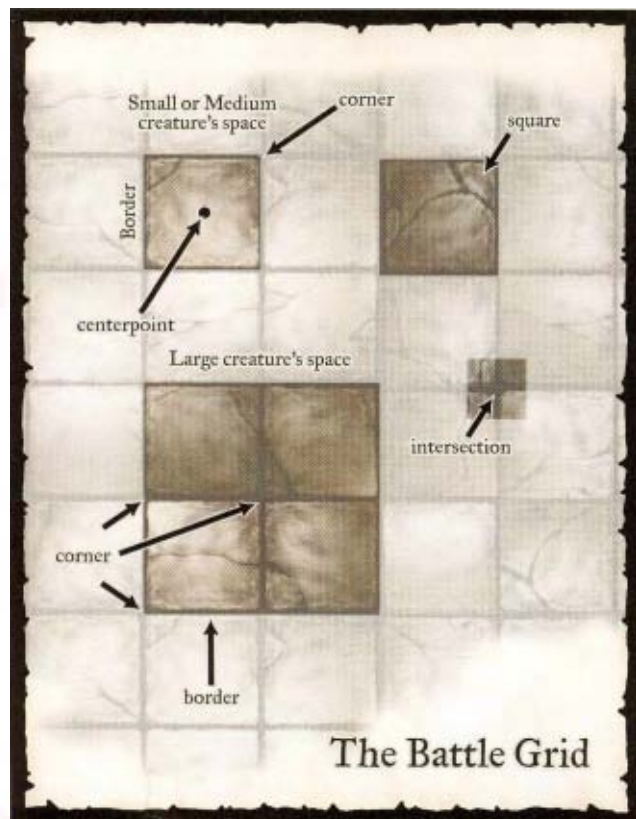 Small or Medium
creature's space
corner
square
Border
centerpoint
Large creature's space
intersection
corner
border
The Battle Grid